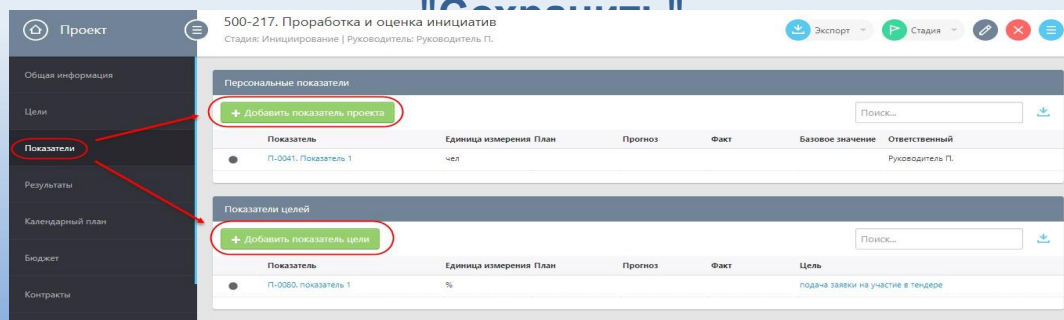 "Сохранить"
Проект
500-217. Проработка и оценка инициатив
Стадия: Инициирование | Руководитель: Руководитель П.
Экспорт
Стадия
Общая информация
Цели
Показатели
Результаты
Календарный план
Бюджет
Контракты
Персональные показатели
+ Добавить показатель проекта
Поиск...
Показатель Единица измерения План Прогноз Факт Базовое значение Ответственный
П-0041. Показатель 1 чел Руководитель П.
Показатели целей
+ Добавить показатель цели
Поиск...
Показатель Единица измерения План Прогноз Факт Цель
П-0080. показатель 1 % подача заявки на участие в тендере